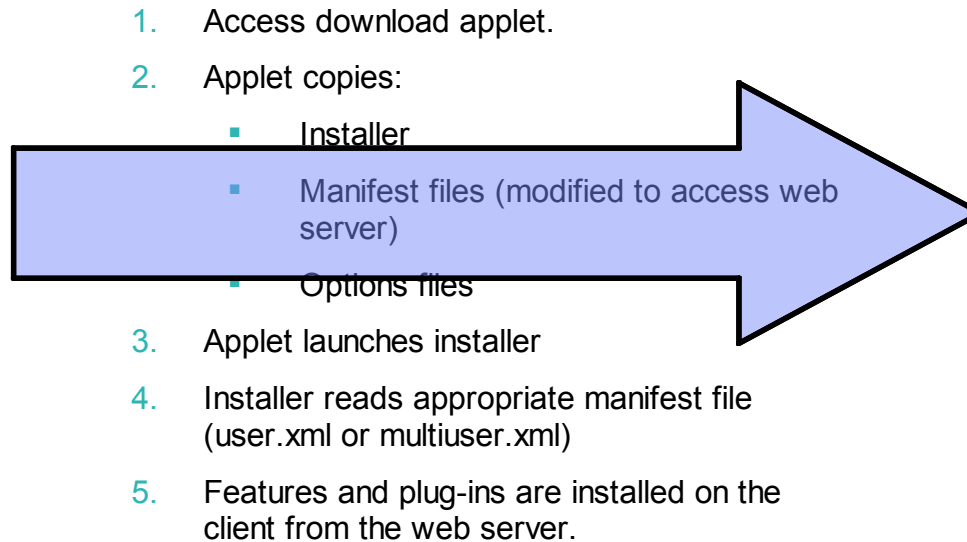 1. Access download applet.
2. Applet copies:
▪ Installer
▪ Manifest files (modified to access web
server)
▪ Options files
3. Applet launches installer
4. Installer reads appropriate manifest file
(user.xml or multiuser.xml)
5. Features and plug-ins are installed on the
client from the web server.